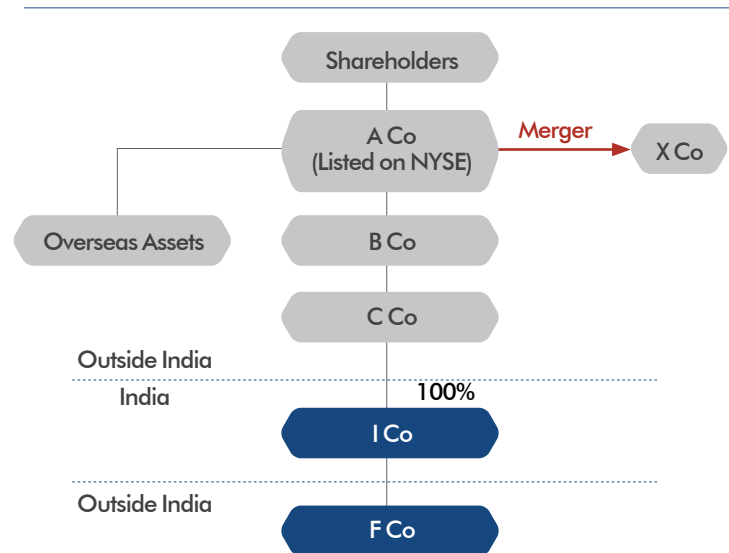 Shareholders
A Co
(Listed on NYSE)
Merger
X Co
Overseas Assets
B Co
C Co
Outside India
India
100%
I Co
Outside India
F Co